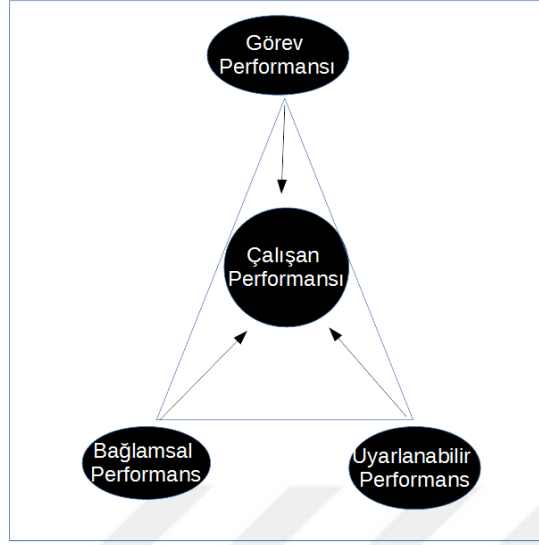 Görev
Performansı
Çalışan
Performansı
Bağlamsal
Performans
Uyarlanabilir
Performans